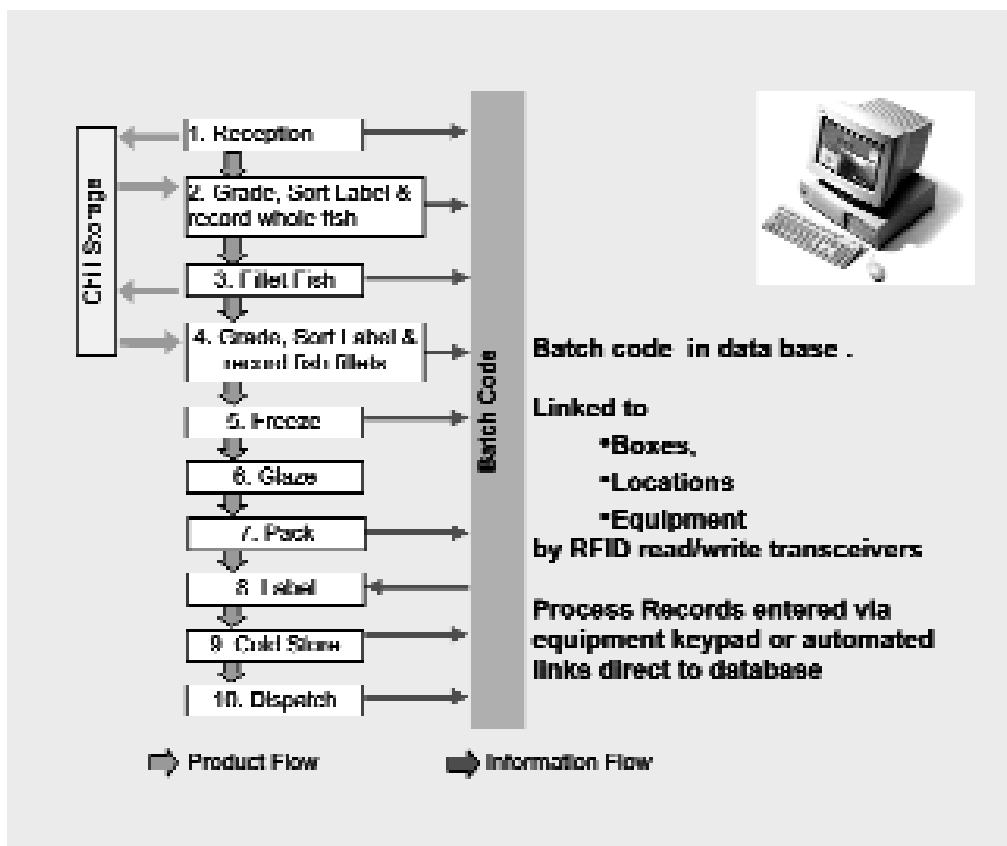 1. Reception
2. Grade, Sort Label &
record whole fish
3. Fillet Fish
4. Grade, Sort Label &
record fish fillets
5. Freeze
6. Glaze
7. Pack
8. Label
9. Cold Store
10. Dispatch
Chill Storage
Batch Code
Batch code in data base .
Linked to
•Boxes,
•Locations
•Equipment
by RFID read/write transceivers
Process Records entered via
equipment keypad or automated
links direct to database
Product Flow
Information Flow